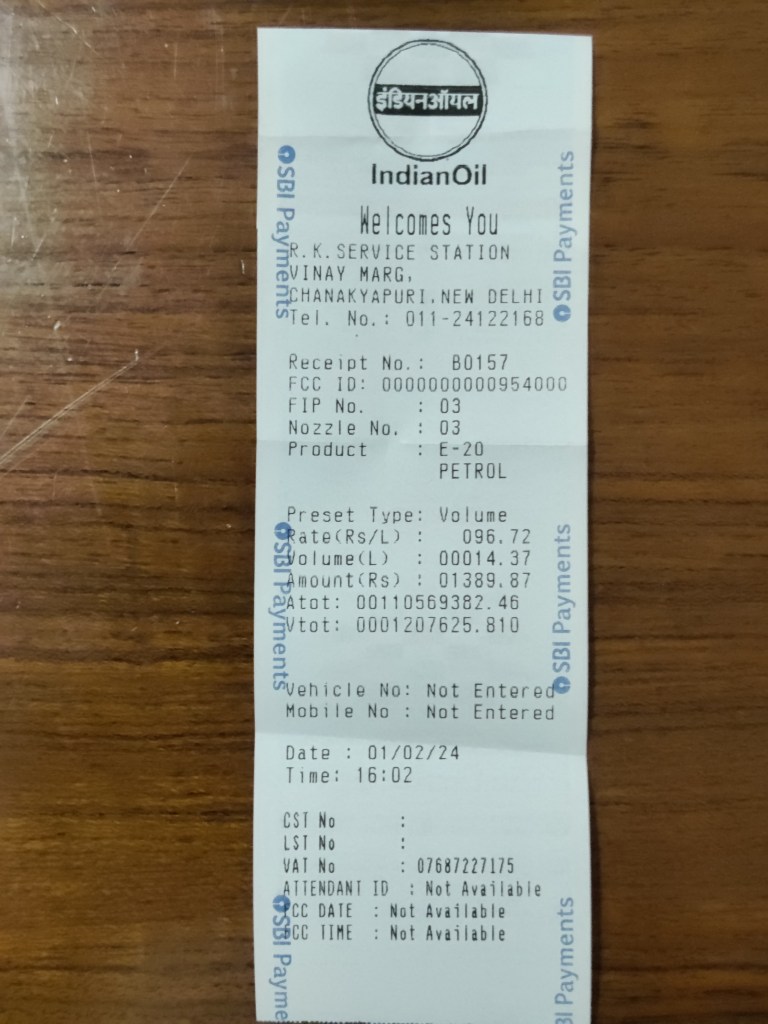 इंडियनऑयल
IndianOil
Welcomes You
R.K.SERVICE STATION
VINAY MARG,
CHANAKYAPURI,NEW DELHI
Tel. No.: 011-24122168
Receipt No.: B0157
FCC ID: 0000000000954000
FIP No. : 03
Nozzle No. : 03
Product : E-20
PETROL
Preset Type: Volume
Rate(Rs/L) : 096.72
Volume(L) : 00014.37
Amount(Rs) : 01389.87
Atot: 00110569382.46
Vtot: 0001207625.810
Vehicle No: Not Entered
Mobile No : Not Entered
Date : 01/02/24
Time: 16:02
CST No :
LST No :
VAT No : 07687227175
ATTENDANT ID : Not Available
FCC DATE : Not Available
FCC TIME : Not Available
SBI Payments
SBI Payments
SBI Payments
SBI Payments
SBI Payme
BI Payments